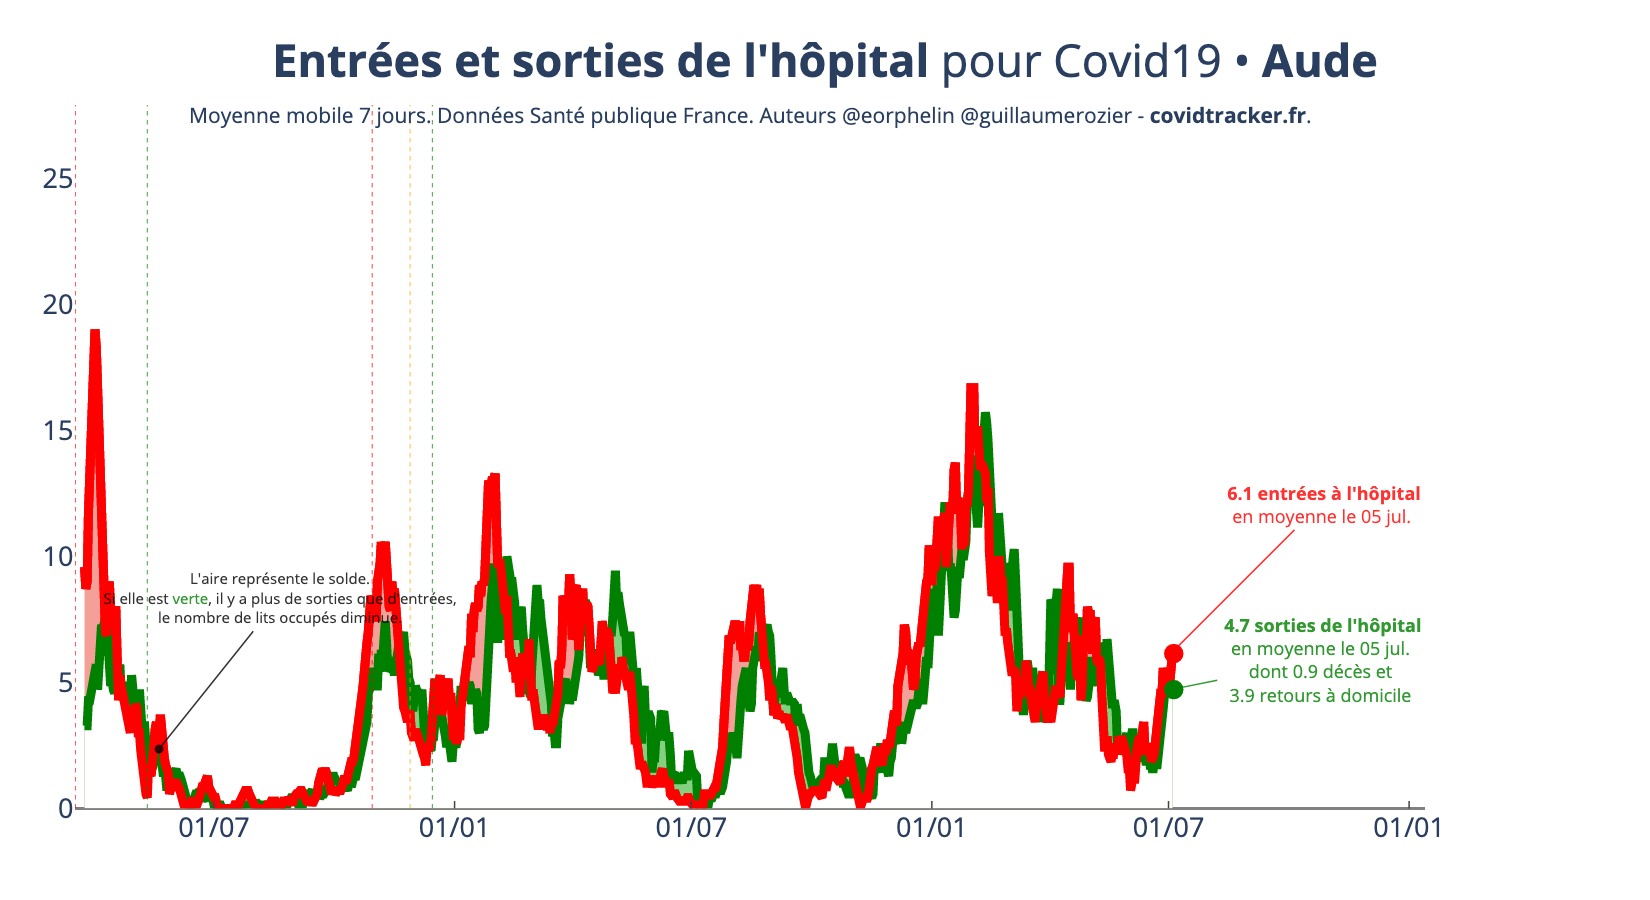 Entrées et sorties de l'hôpital pour Covid19 • Aude
Moyenne mobile 7 jours. Données Santé publique France. Auteurs @eorphelin @guillaumerozier - covidtracker.fr.
25
20
15
10
5
0
L'aire représente le solde.
Si elle est verte, il y a plus de sorties que d'entrées,
le nombre de lits occupés diminue.
6.1 entrées à l'hôpital
en moyenne le 05 jul.
4.7 sorties de l'hôpital
en moyenne le 05 jul.
dont 0.9 décès et
3.9 retours à domicile
01/07
01/01
01/07
01/01
01/07
01/01